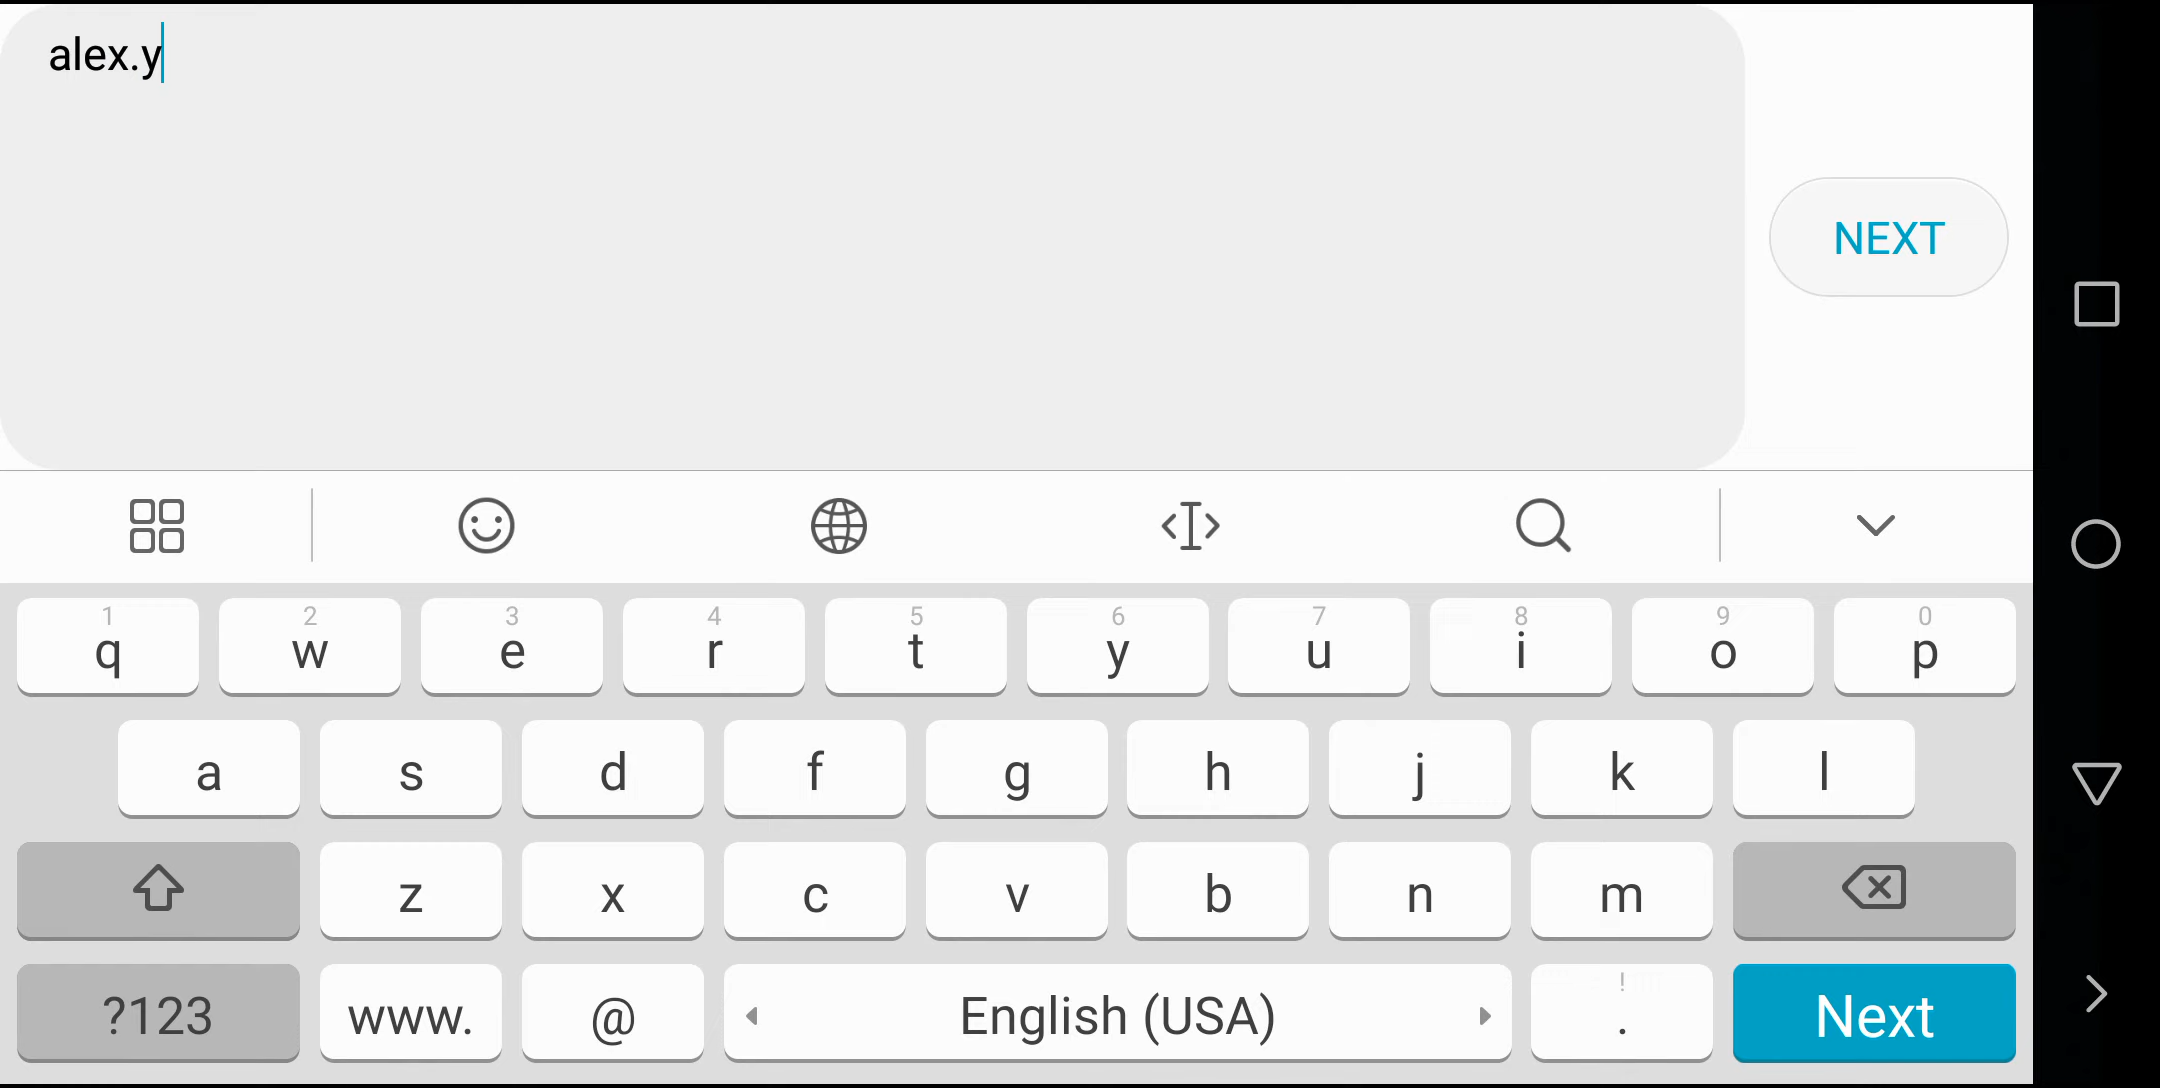 alex.y
NEXT
1 2 3 4 5 6 7 8 9 0
q w e r t y u i o p
a s d f g h j k l
z x c v b n m
!
?123 www. @ English (USA) . Next